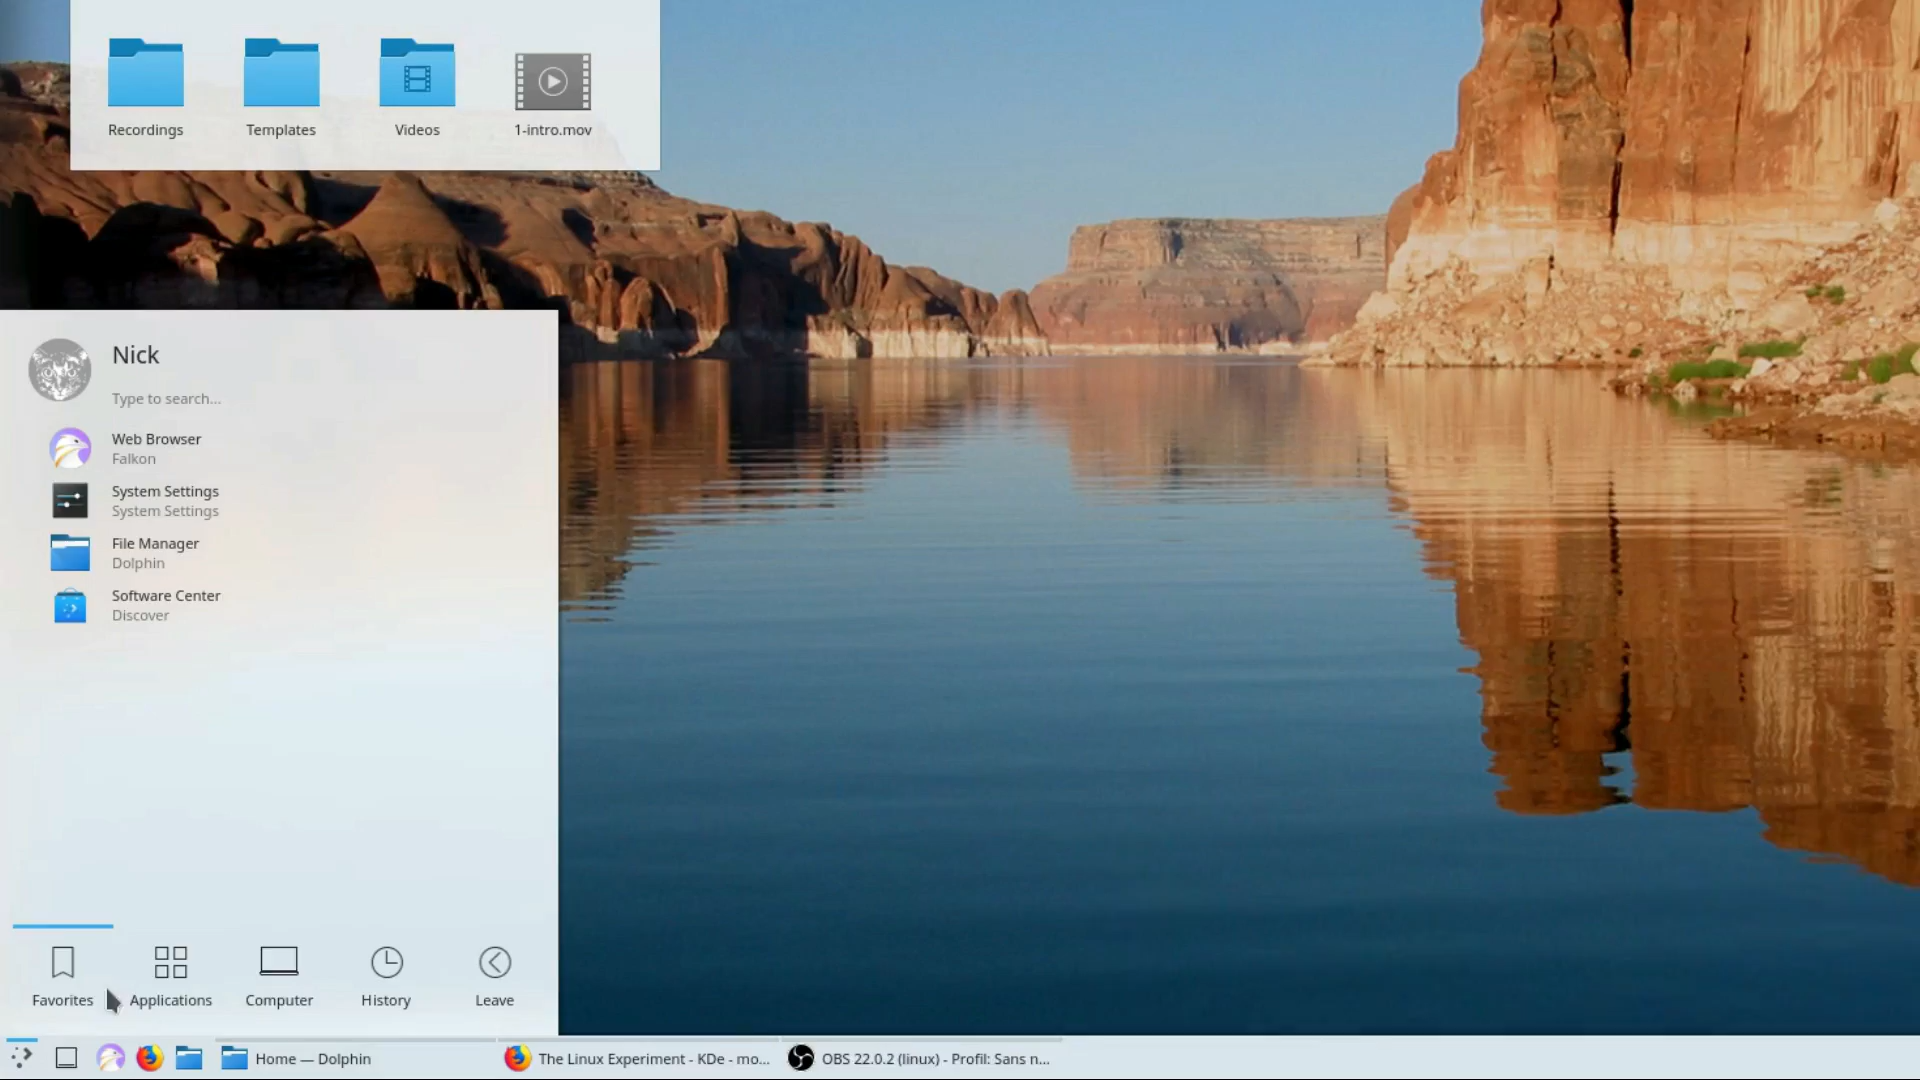 Recordings
Templates
Videos
1-intro.mov
Nick
Type to search...
Web Browser
Falkon
System Settings
System Settings
File Manager
Dolphin
Software Center
Discover
Favorites
Applications
Computer
History
Leave
Home — Dolphin
The Linux Experiment - KDe - mo...
OBS 22.0.2 (linux) - Profil: Sans n...